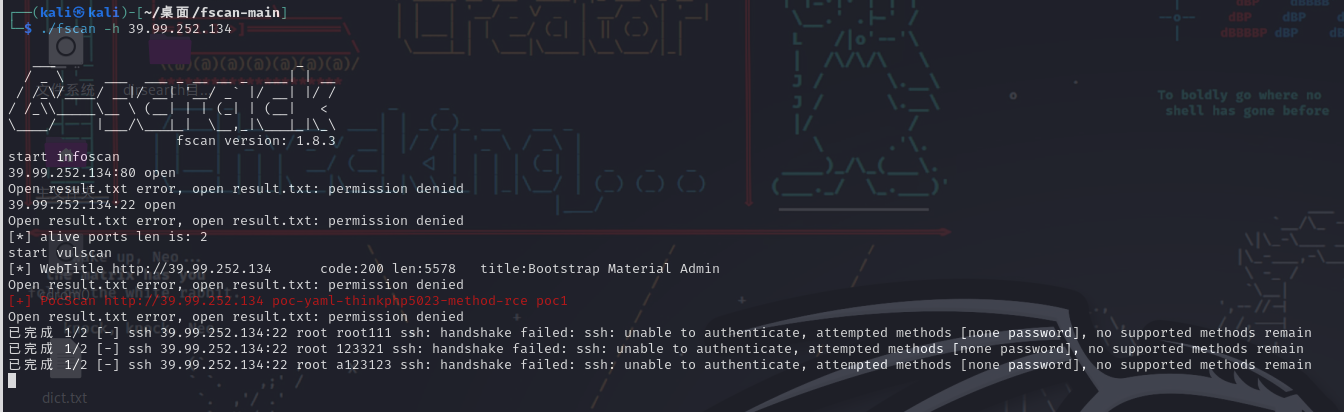 ┌──(kali㉿kali)-[~/桌面/fscan-main]
└─$ ./fscan -h 39.99.252.134
fscan version: 1.8.3
start infoscan
39.99.252.134:80 open
Open result.txt error, open result.txt: permission denied
39.99.252.134:22 open
Open result.txt error, open result.txt: permission denied
[*] alive ports len is: 2
start vulscan
[*] WebTitle http://39.99.252.134 code:200 len:5578 title:Bootstrap Material Admin
Open result.txt error, open result.txt: permission denied
[+] PocScan http://39.99.252.134 poc-yaml-thinkphp5023-method-rce poc1
Open result.txt error, open result.txt: permission denied
已完成 1/2 [-] ssh 39.99.252.134:22 root root111 ssh: handshake failed: ssh: unable to authenticate, attempted methods [none password], no supported methods remain
已完成 1/2 [-] ssh 39.99.252.134:22 root 123321 ssh: handshake failed: ssh: unable to authenticate, attempted methods [none password], no supported methods remain
已完成 1/2 [-] ssh 39.99.252.134:22 root a123123 ssh: handshake failed: ssh: unable to authenticate, attempted methods [none password], no supported methods remain
To boldly go where no
shell has gone before
文件系统
dict.txt